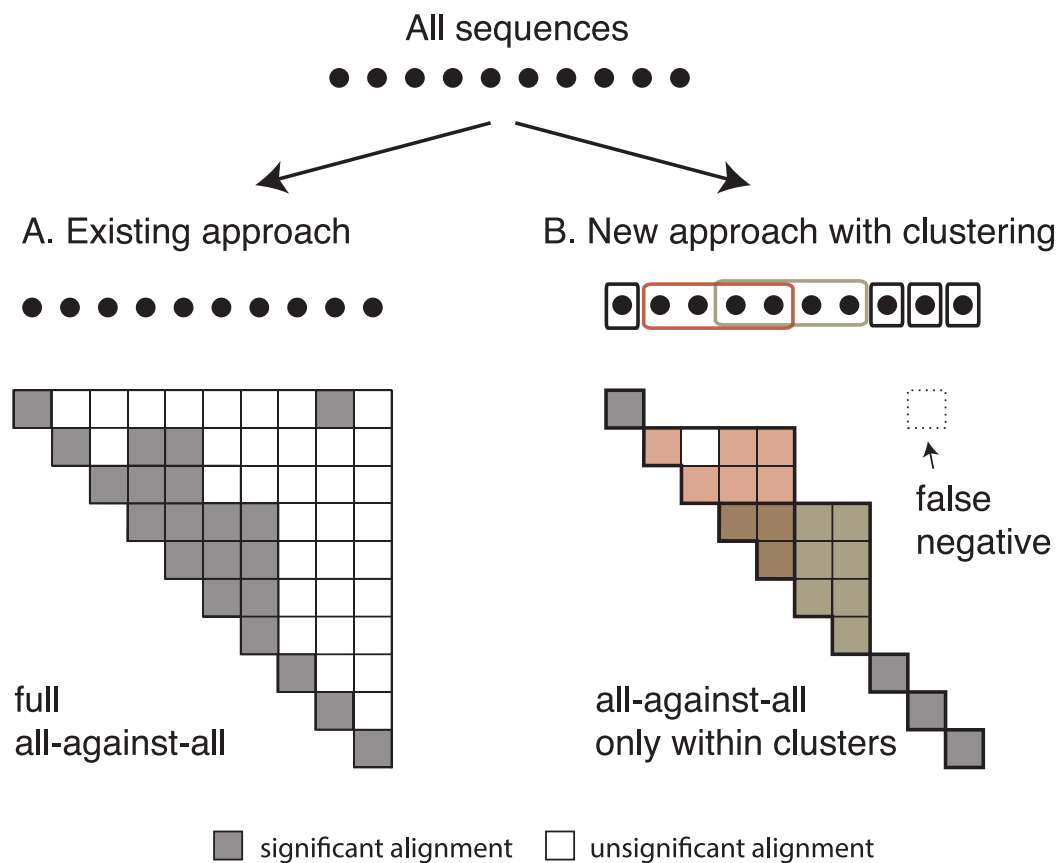 All sequences
A. Existing approach
B. New approach with clustering
false
negative
full
all-against-all
all-against-all
only within clusters
significant alignment
unsignificant alignment